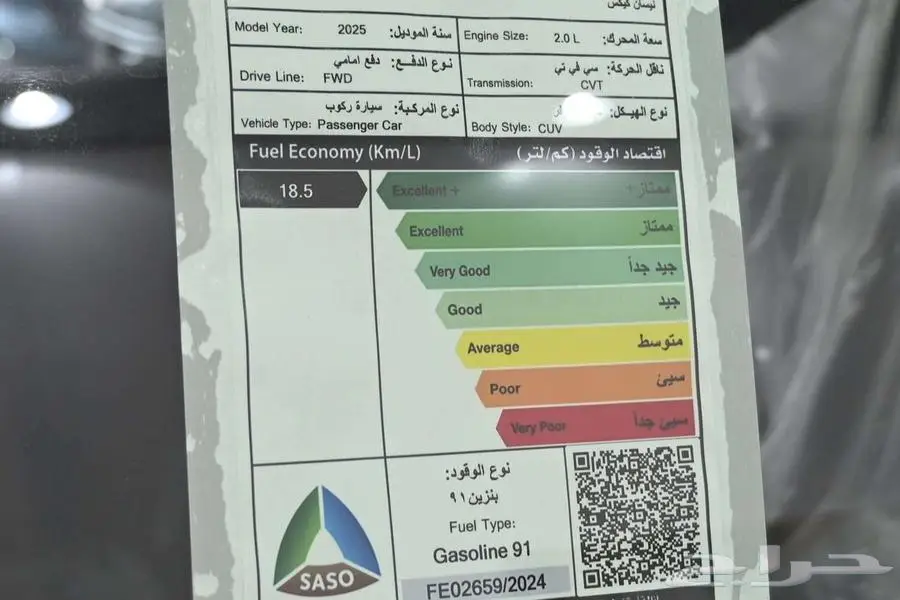 نيسان كيكس
Model Year: 2025 سنة الموديل:
Engine Size: 2.0 L سعة المحرك:
نوع الدفع: دفع امامي
Drive Line: FWD
ناقل الحركة: سي في تي
Transmission: CVT
نوع المركبة: سيارة ركوب
Vehicle Type: Passenger Car
نوع الهيكل:
Body Style: CUV
Fuel Economy (Km/L) اقتصاد الوقود (كم/لتر)
18.5
Excellent + ممتاز +
Excellent ممتاز
Very Good جيد جداً
Good جيد
Average متوسط
Poor سيئ
Very Poor سيئ جداً
SASO
نوع الوقود:
بنزين ٩١
Fuel Type:
Gasoline 91
FE02659/2024
حراج